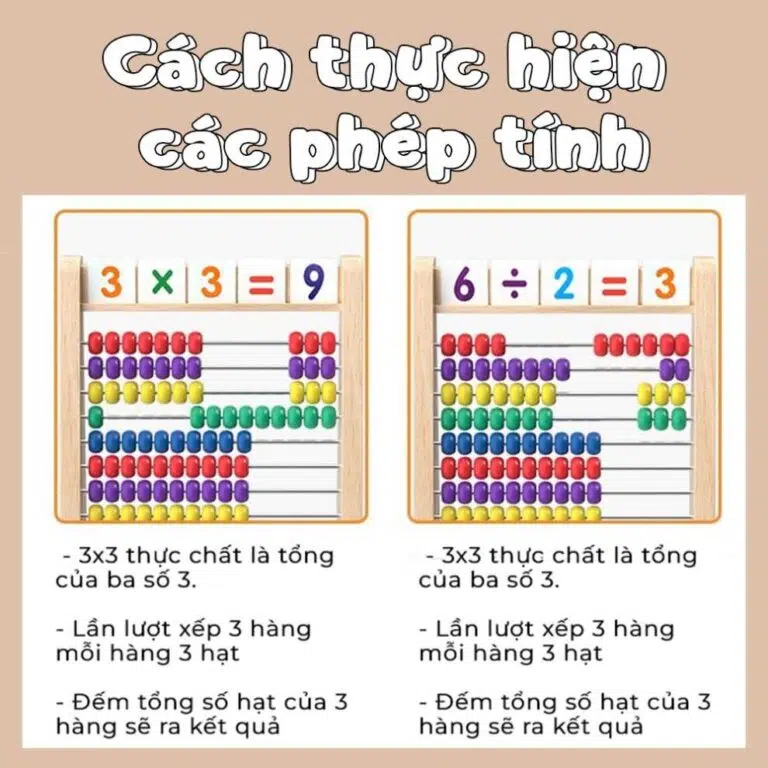 Cách thực hiện
các phép tính
3 × 3 = 9
6 ÷ 2 = 3
- 3x3 thực chất là tổng
của ba số 3.
- Lần lượt xếp 3 hàng
mỗi hàng 3 hạt
- Đếm tổng số hạt của 3
hàng sẽ ra kết quả
- 3x3 thực chất là tổng
của ba số 3.
- Lần lượt xếp 3 hàng
mỗi hàng 3 hạt
- Đếm tổng số hạt của 3
hàng sẽ ra kết quả